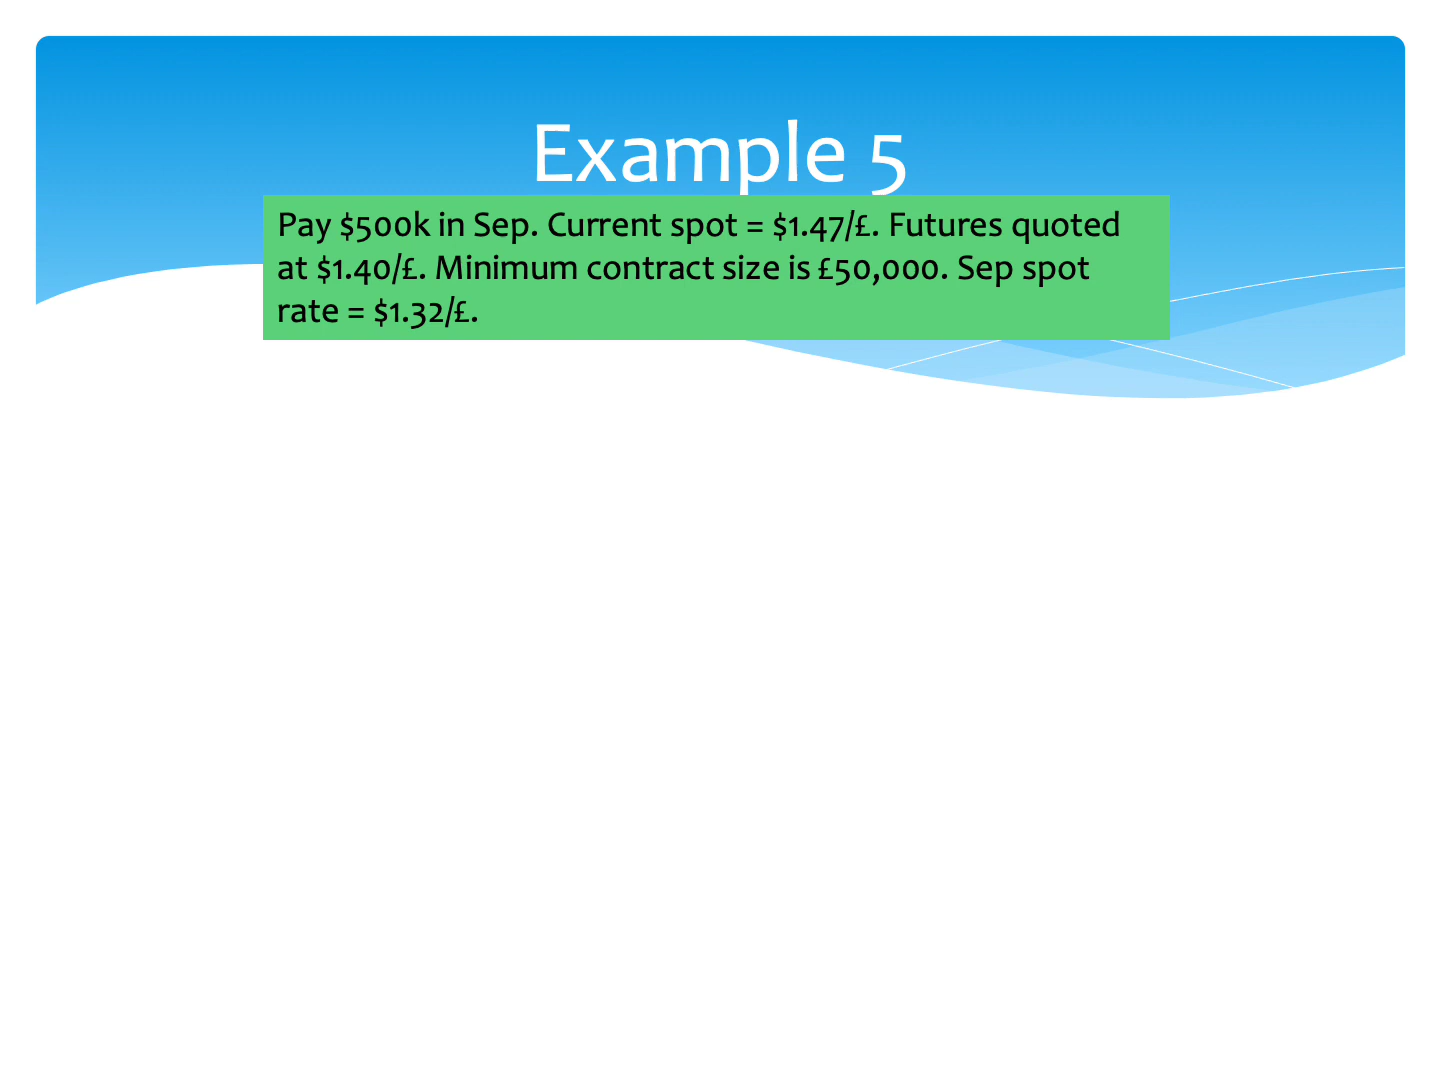 Example 5
Pay $500k in Sep. Current spot = $1.47/£. Futures quoted
at $1.40/£. Minimum contract size is £50,000. Sep spot
rate = $1.32/£.